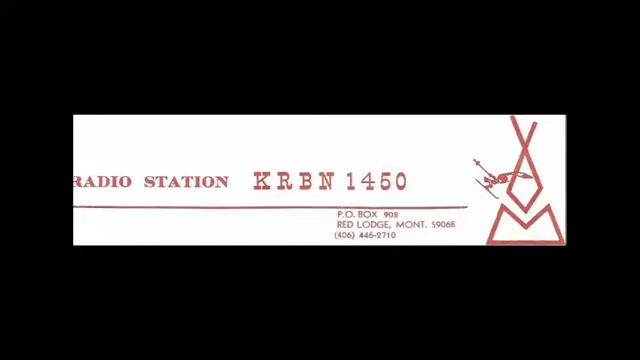 RADIO STATION KRBN 1450
P.O. BOX 908
RED LODGE, MONT. 59068
(406) 446-2710